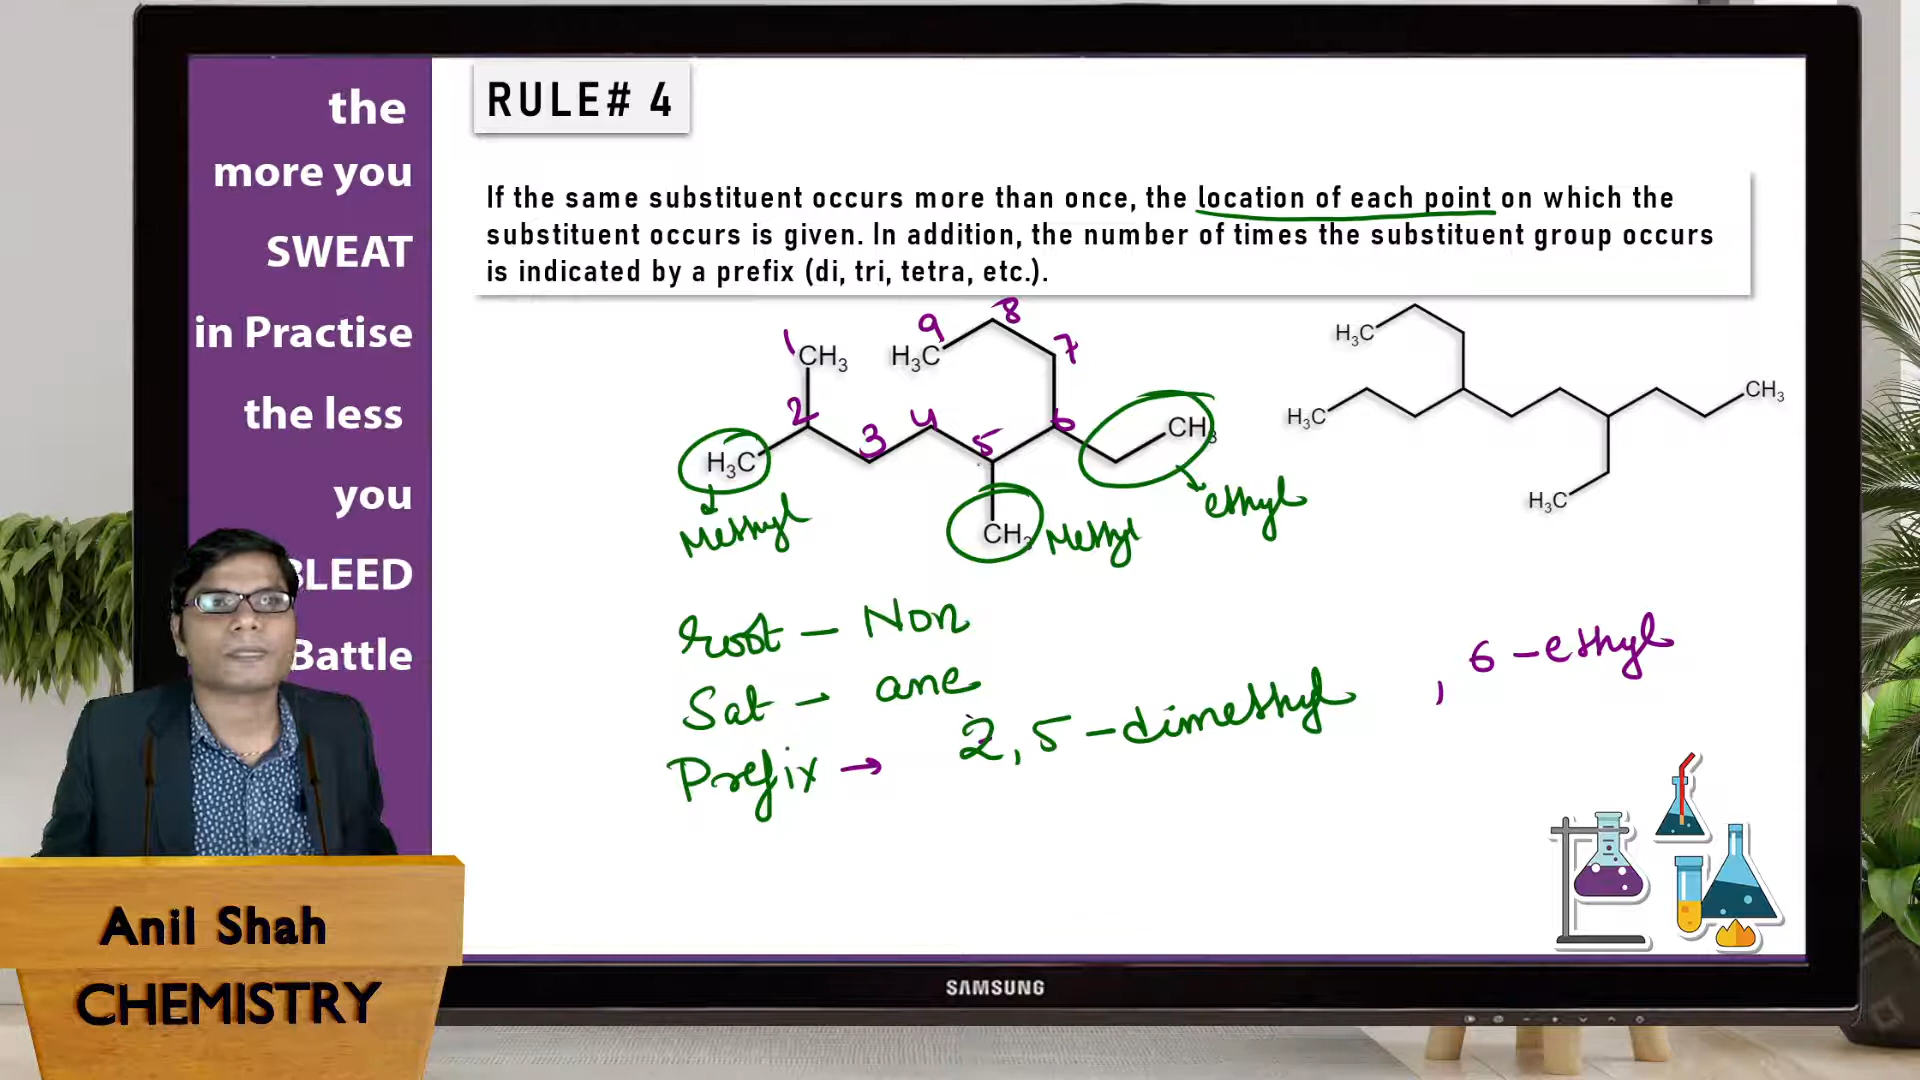 the
more you
SWEAT
in Practise
the less
you
BLEED
Battle
RULE# 4
If the same substituent occurs more than once, the location of each point on which the
substituent occurs is given. In addition, the number of times the substituent group occurs
is indicated by a prefix (di, tri, tetra, etc.).
1
CH3
9
H3C
8
7
2
3
4
5
6
H3C
CH3
CH3
Methyl
Methyl
ethyl
H3C
H3C
CH3
H3C
Root – Non
Sat – ane
Prefix → 2, 5 – dimethyl , 6 – ethyl
Anil Shah
CHEMISTRY
SAMSUNG